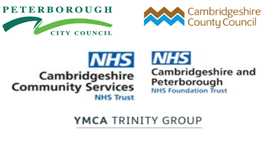 PETERBOROUGH
CITY COUNCIL
Cambridgeshire
County Council
NHS
Cambridgeshire
Community Services
NHS Trust
NHS
Cambridgeshire and
Peterborough
NHS Foundation Trust
YMCA TRINITY GROUP